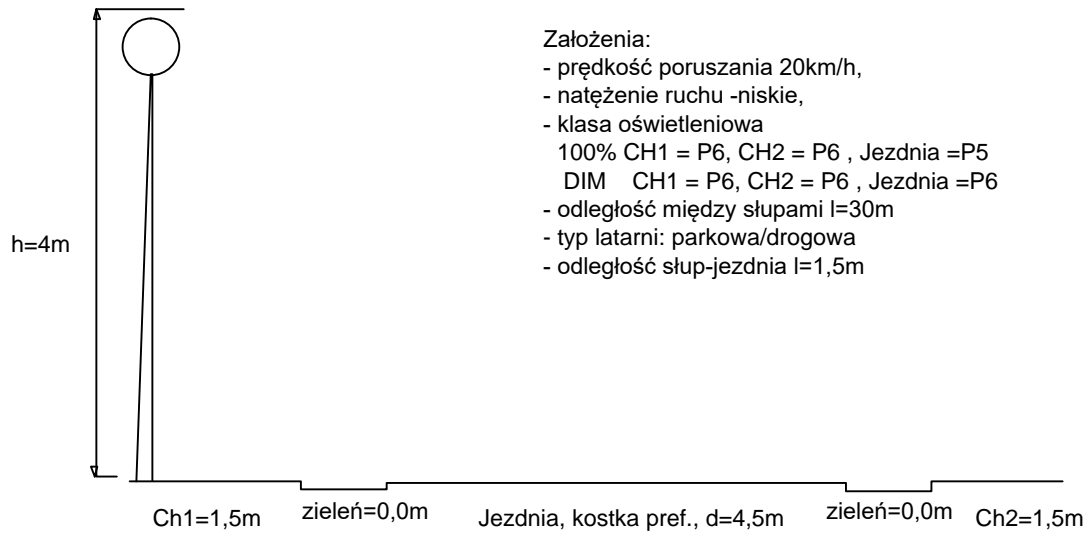 Założenia:
- prędkość poruszania 20km/h,
- natężenie ruchu -niskie,
- klasa oświetleniowa
100% CH1 = P6, CH2 = P6 , Jezdnia =P5
DIM CH1 = P6, CH2 = P6 , Jezdnia =P6
- odległość między słupami l=30m
- typ latarni: parkowa/drogowa
- odległość słup-jezdnia l=1,5m
h=4m
Ch1=1,5m zieleń=0,0m Jezdnia, kostka pref., d=4,5m zieleń=0,0m Ch2=1,5m